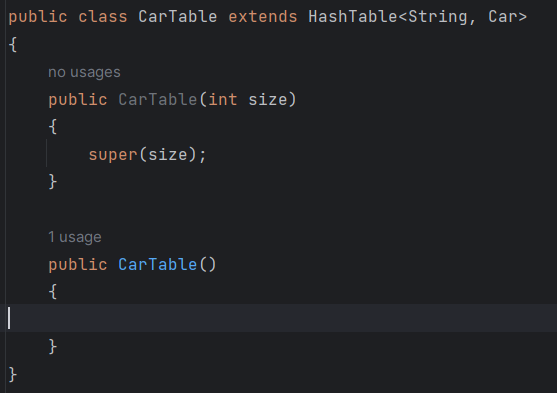 public class CarTable extends HashTable<String, Car>
{
no usages
public CarTable(int size)
{
super(size);
}
1 usage
public CarTable()
{
}
}